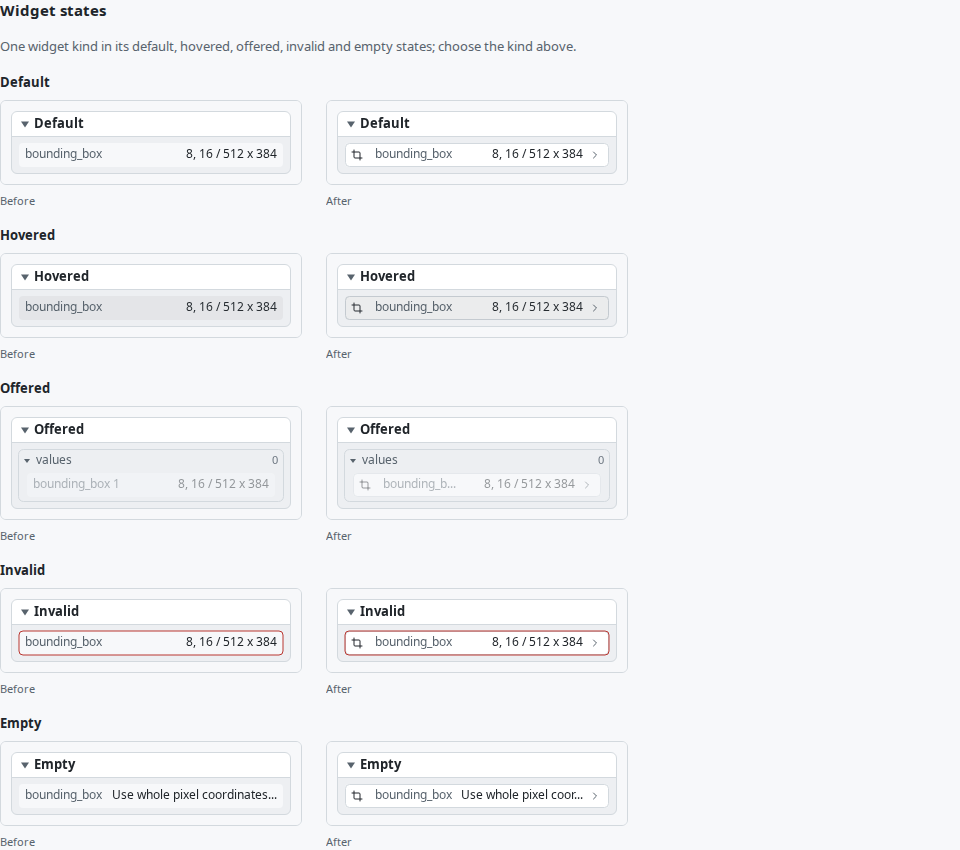 Widget states
One widget kind in its default, hovered, offered, invalid and empty states; choose the kind above.
Default
Default
bounding_box 8, 16 / 512 x 384
Before
Default
bounding_box 8, 16 / 512 x 384
After
Hovered
Hovered
bounding_box 8, 16 / 512 x 384
Before
Hovered
bounding_box 8, 16 / 512 x 384
After
Offered
Offered
values 0
bounding_box 1 8, 16 / 512 x 384
Before
Offered
values 0
bounding_b... 8, 16 / 512 x 384
After
Invalid
Invalid
bounding_box 8, 16 / 512 x 384
Before
Invalid
bounding_box 8, 16 / 512 x 384
After
Empty
Empty
bounding_box Use whole pixel coordinates...
Before
Empty
bounding_box Use whole pixel coor...
After